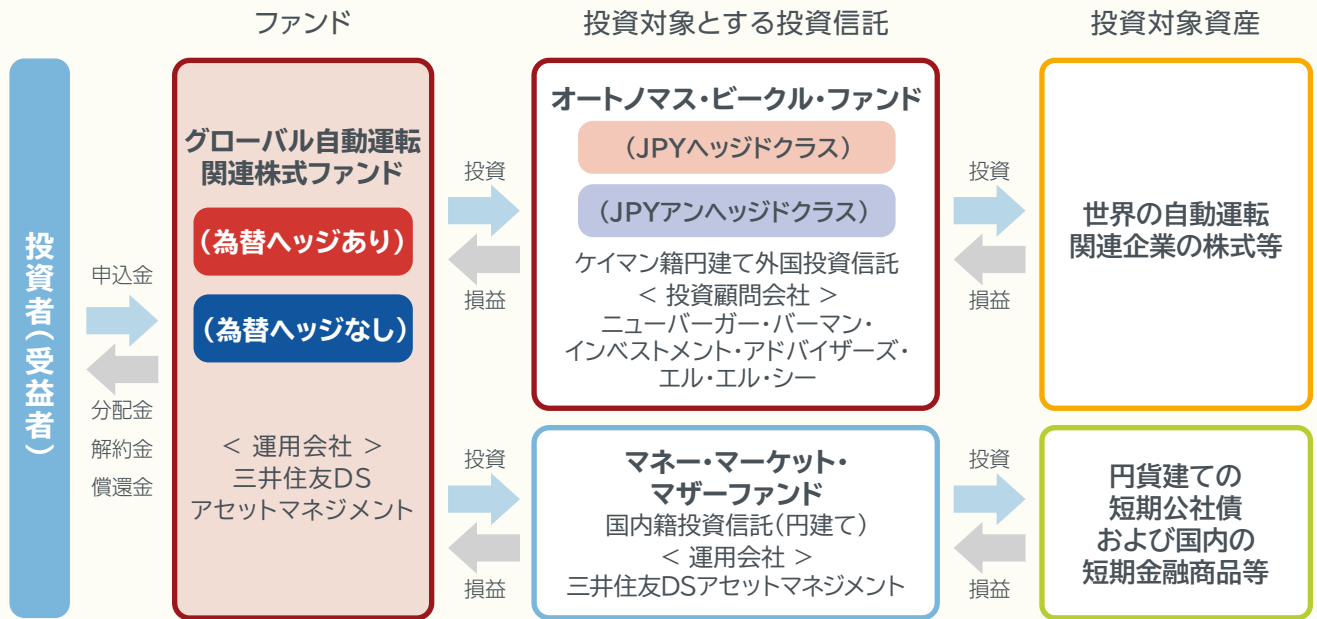 ファンド
投資対象とする投資信託
投資対象資産
投資者(受益者)
申込金
分配金
解約金
償還金
グローバル自動運転
関連株式ファンド
(為替ヘッジあり)
(為替ヘッジなし)
< 運用会社 >
三井住友DS
アセットマネジメント
投資
損益
投資
損益
オートノマス・ビークル・ファンド
(JPYヘッジドクラス)
(JPYアンヘッジドクラス)
ケイマン籍円建て外国投資信託
< 投資顧問会社 >
ニューバーガー・バーマン・
インベストメント・アドバイザーズ・
エル・エル・シー
マネー・マーケット・
マザーファンド
国内籍投資信託(円建て)
< 運用会社 >
三井住友DSアセットマネジメント
投資
損益
投資
損益
世界の自動運転
関連企業の株式等
円貨建ての
短期公社債
および国内の
短期金融商品等